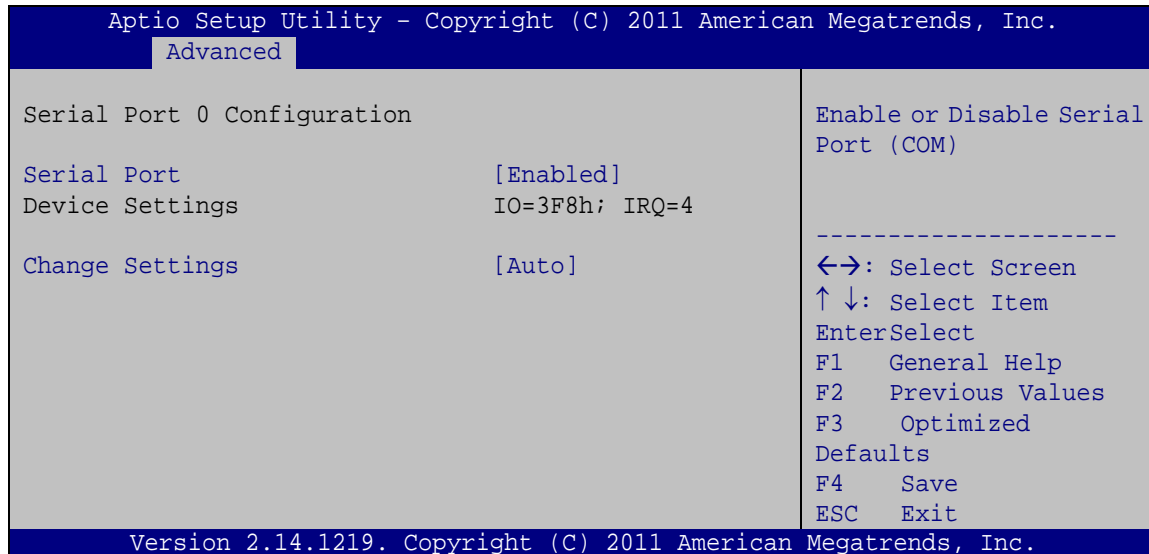 Aptio Setup Utility – Copyright (C) 2011 American Megatrends, Inc.
Advanced
Serial Port 0 Configuration
Serial Port [Enabled]
Device Settings IO=3F8h; IRQ=4
Change Settings [Auto]
Enable or Disable Serial
Port (COM)
---------------------
←→: Select Screen
↑ ↓: Select Item
EnterSelect
F1 General Help
F2 Previous Values
F3 Optimized
Defaults
F4 Save
ESC Exit
Version 2.14.1219. Copyright (C) 2011 American Megatrends, Inc.